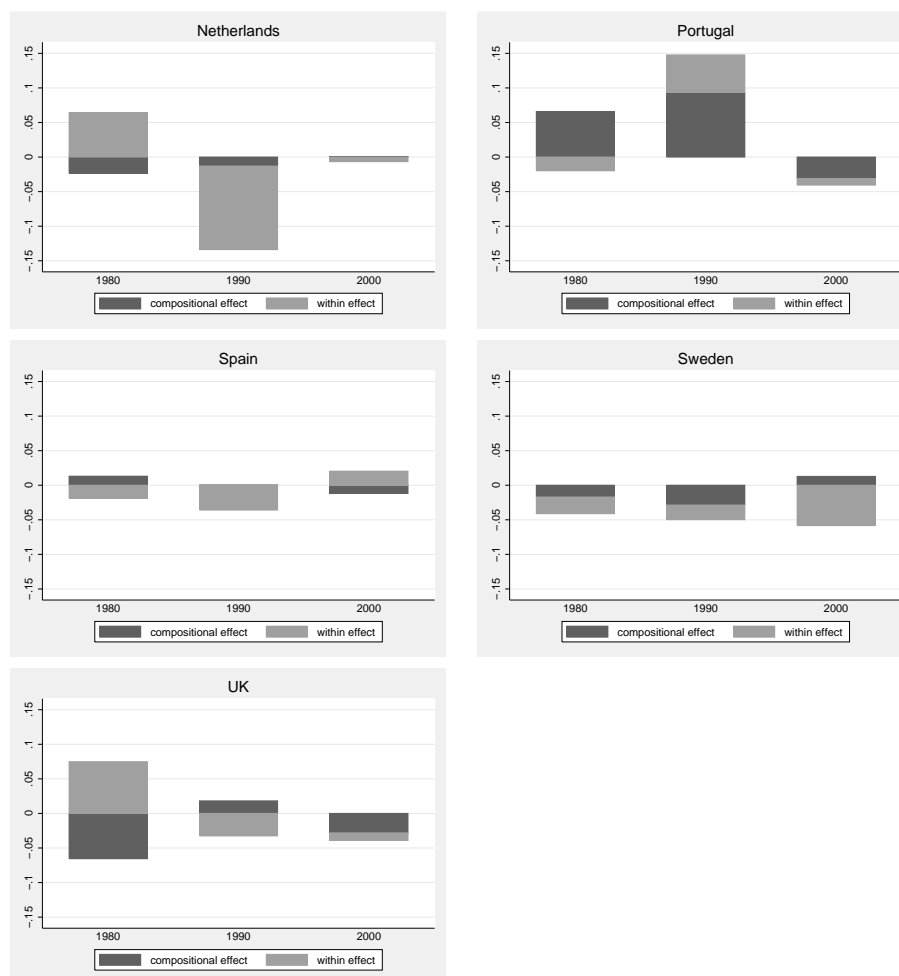 Netherlands
.15
.1
.05
0
-.05
-.1
-.15
1980 1990 2000
compositional effect within effect
Portugal
.15
.1
.05
0
-.05
-.1
-.15
1980 1990 2000
compositional effect within effect
Spain
.15
.1
.05
0
-.05
-.1
-.15
1980 1990 2000
compositional effect within effect
Sweden
.15
.1
.05
0
-.05
-.1
-.15
1980 1990 2000
compositional effect within effect
UK
.15
.1
.05
0
-.05
-.1
-.15
1980 1990 2000
compositional effect within effect